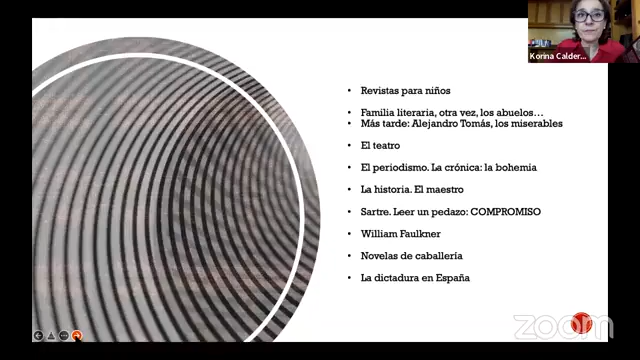 Korina Calder...
• Revistas para niños
• Familia literaria, otra vez, los abuelos...
• Más tarde: Alejandro Tomás, los miserables
• El teatro
• El periodismo. La crónica: la bohemia
• La historia. El maestro
• Sartre. Leer un pedazo: COMPROMISO
• William Faulkner
• Novelas de caballería
• La dictadura en España
zoom